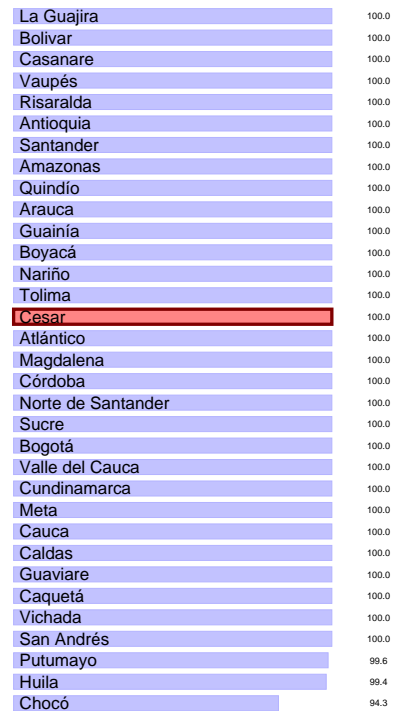 La Guajira 100.0
Bolivar 100.0
Casanare 100.0
Vaupés 100.0
Risaralda 100.0
Antioquia 100.0
Santander 100.0
Amazonas 100.0
Quindío 100.0
Arauca 100.0
Guainía 100.0
Boyacá 100.0
Nariño 100.0
Tolima 100.0
Cesar 100.0
Atlántico 100.0
Magdalena 100.0
Córdoba 100.0
Norte de Santander 100.0
Sucre 100.0
Bogotá 100.0
Valle del Cauca 100.0
Cundinamarca 100.0
Meta 100.0
Cauca 100.0
Caldas 100.0
Guaviare 100.0
Caquetá 100.0
Vichada 100.0
San Andrés 100.0
Putumayo 99.6
Huila 99.4
Chocó 94.3